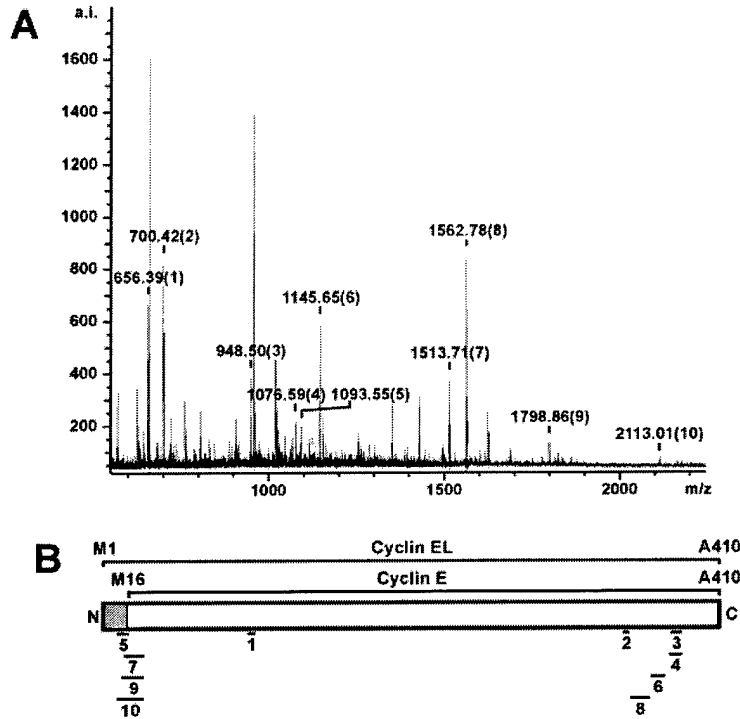 A
a.i.
1600
1400
1200
1000
800
600
400
200
700.42(2)
656.39(1)
948.50(3)
1145.65(6)
1076.59(4)
1093.55(5)
1562.78(8)
1513.71(7)
1798.86(9)
2113.01(10)
1000
1500
2000
m/z
B
M1
Cyclin EL
A410
M16
Cyclin E
A410
N
C
5
1
2
3
7
4
9
6
10
8